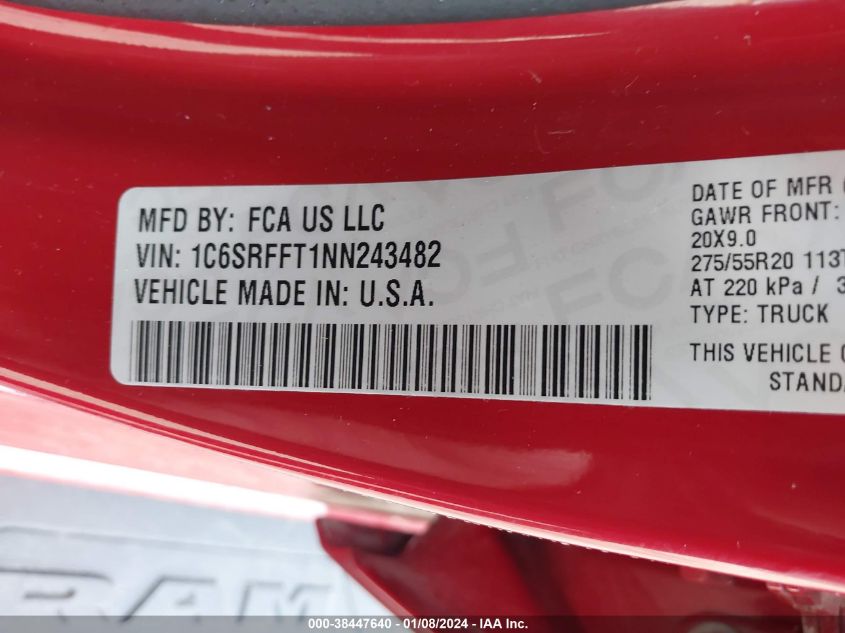 MFD BY: FCA US LLC
VIN: 1C6SRFFT1NN243482
VEHICLE MADE IN: U.S.A.
DATE OF MFR
GAWR FRONT:
20X9.0
275/55R20 113T
AT 220 kPa / 3
TYPE: TRUCK
THIS VEHICLE
STANDA
RAM
000-38447640 - 01/08/2024 - IAA Inc.